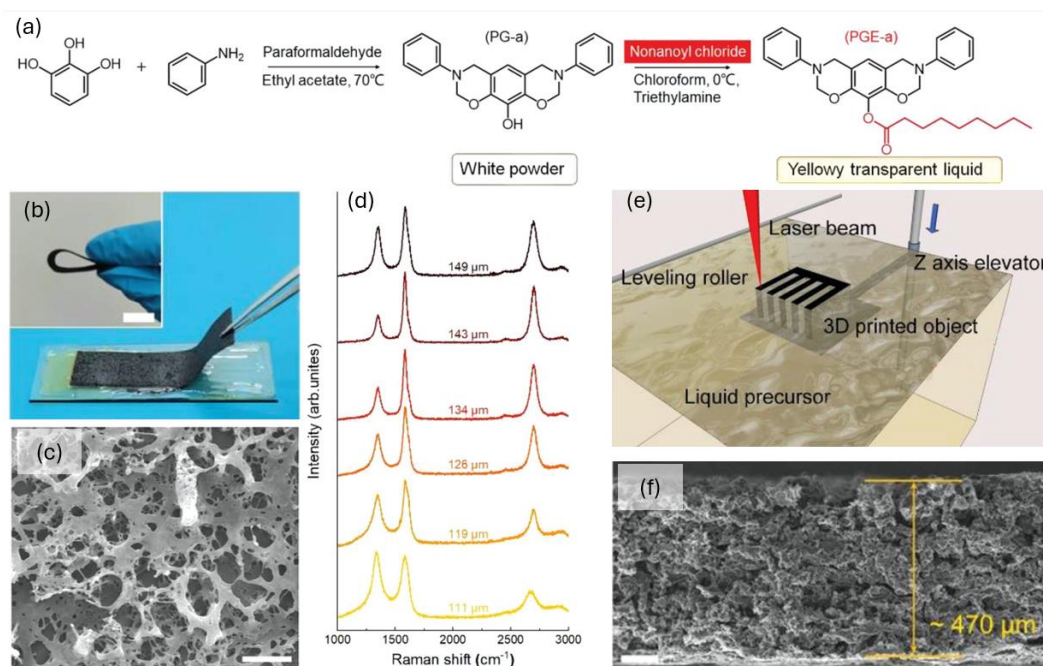 (a)
OH
HO
OH
+
NH2
Paraformaldehyde
Ethyl acetate, 70℃
(PG-a)
N
N
O
O
OH
White powder
Nonanoyl chloride
Chloroform, 0℃,
Triethylamine
(PGE-a)
N
N
O
O
O
O
Yellowy transparent liquid
(b)
(c)
(d)
149 µm
143 µm
134 µm
126 µm
119 µm
111 µm
Intensity (arb.unites)
1000
1500
2000
2500
3000
Raman shift (cm-1)
(e)
Laser beam
Leveling roller
Z axis elevator
3D printed object
Liquid precursor
(f)
~ 470 µm